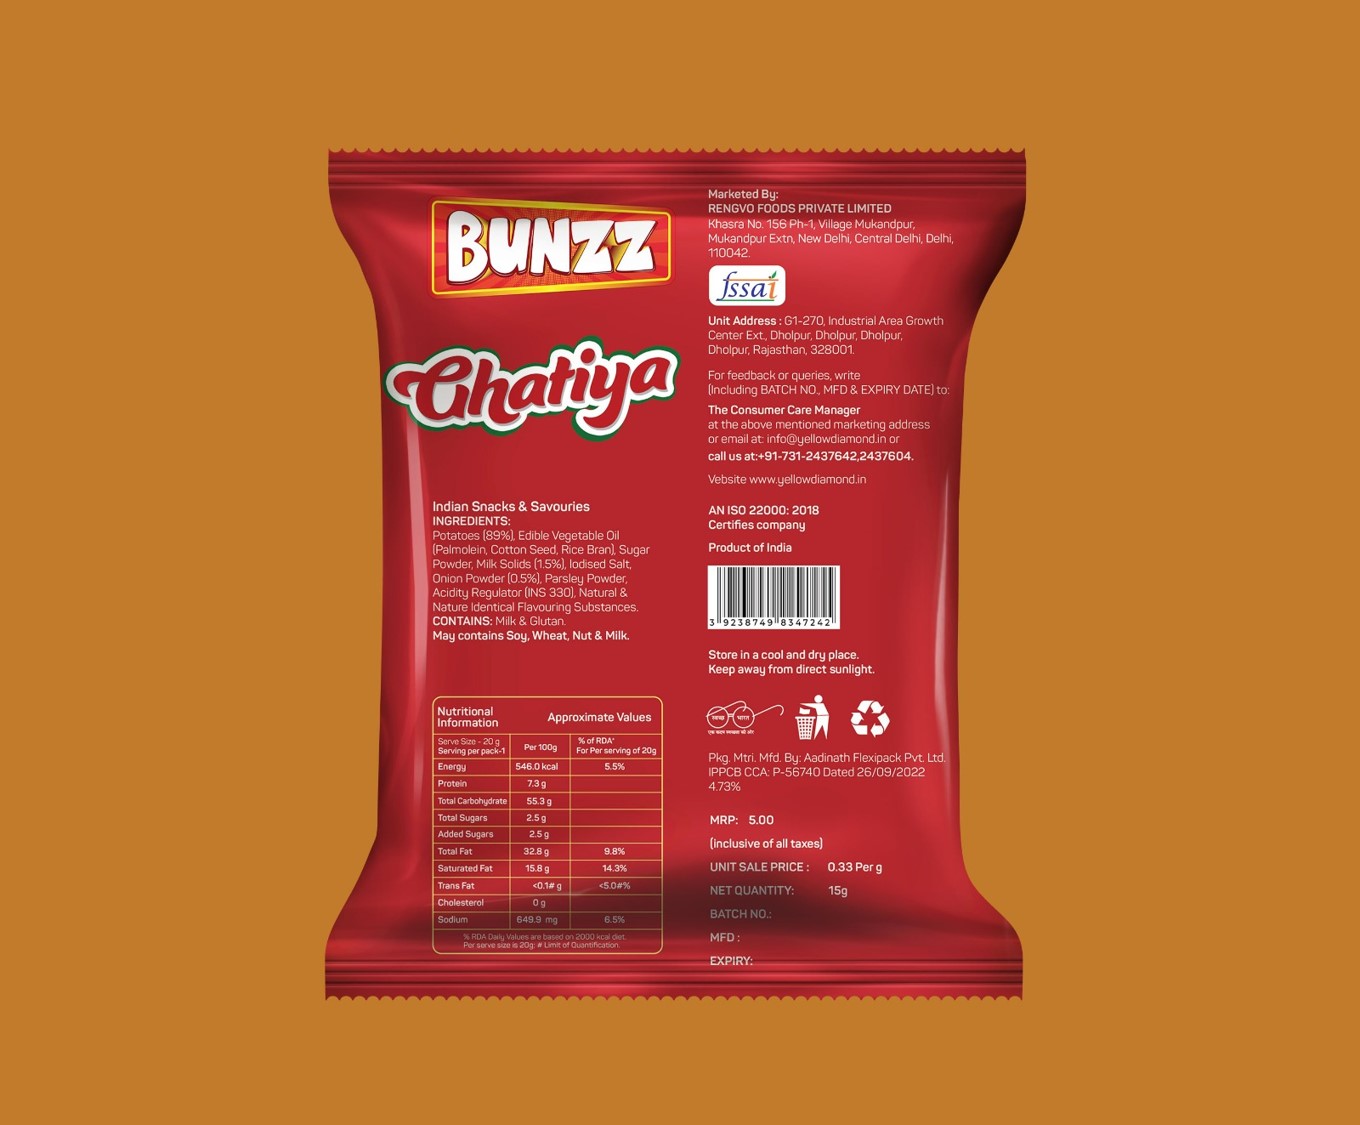 BUNZZ
Ghatiya
Indian Snacks & Savouries
INGREDIENTS:
Potatoes (89%), Edible Vegetable Oil
(Palmolein, Cotton Seed, Rice Bran), Sugar
Powder, Milk Solids (1.5%), Iodised Salt,
Onion Powder (0.5%), Parsley Powder,
Acidity Regulator (INS 330), Natural &
Nature Identical Flavouring Substances.
CONTAINS: Milk & Glutan.
May contains Soy, Wheat, Nut & Milk.
Nutritional Information Approximate Values
Serve Size - 20 g
Serving per pack-1
Per 100g
% of RDA*
For Per serving of 20g
Energy 546.0 kcal 5.5%
Protein 7.3 g
Total Carbohydrate 55.3 g
Total Sugars 2.5 g
Added Sugars 2.5 g
Total Fat 32.8 g 9.8%
Saturated Fat 15.8 g 14.3%
Trans Fat <0.1# g <5.0#%
Cholesterol 0 g
Sodium 649.9 mg 6.5%
% RDA Daily Values are based on 2000 kcal diet.
Per serve size is 20g: # Limit of Quantification.
Marketed By:
RENGVO FOODS PRIVATE LIMITED
Khasra No. 156 Ph-1, Village Mukandpur,
Mukandpur Extn, New Delhi, Central Delhi, Delhi,
110042.
fssai
Unit Address : G1-270, Industrial Area Growth
Center Ext., Dholpur, Dholpur, Dholpur,
Dholpur, Rajasthan, 328001.
For feedback or queries, write
(Including BATCH NO., MFD & EXPIRY DATE) to:
The Consumer Care Manager
at the above mentioned marketing address
or email at: info@yellowdiamond.in or
call us at:+91-731-2437642,2437604.
Vebsite www.yellowdiamond.in
AN ISO 22000: 2018
Certifies company
Product of India
3 9238749 8347242
Store in a cool and dry place.
Keep away from direct sunlight.
स्वच्छ भारत
एक कदम स्वच्छता की ओर
Pkg. Mtri. Mfd. By: Aadinath Flexipack Pvt. Ltd.
IPPCB CCA: P-56740 Dated 26/09/2022
4.73%
MRP: 5.00
(inclusive of all taxes)
UNIT SALE PRICE : 0.33 Per g
NET QUANTITY: 15g
BATCH NO.:
MFD :
EXPIRY: